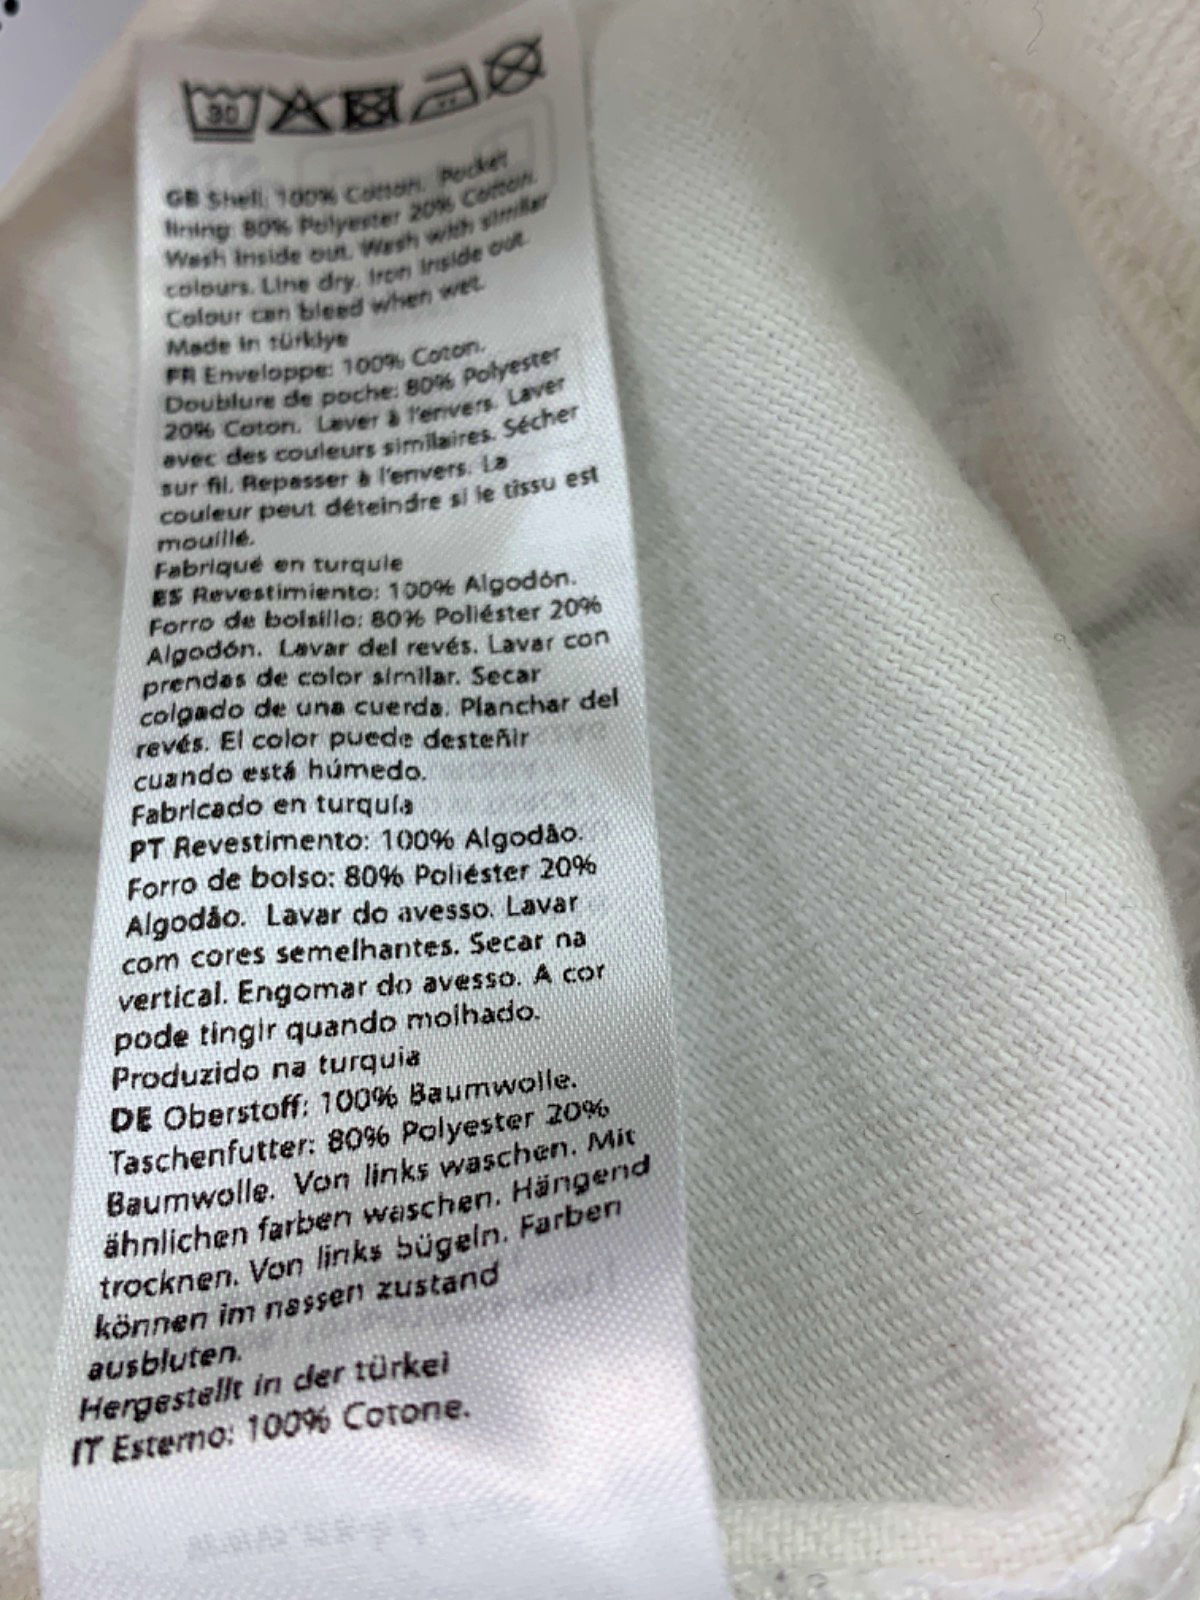 30
GB Shell: 100% Cotton. Pocket
lining: 80% Polyester 20% Cotton.
Wash inside out. Wash with similar
colours. Line dry. Iron inside out.
Colour can bleed when wet.
Made in türkiye
FR Enveloppe: 100% Coton.
Doublure de poche: 80% Polyester
20% Coton. Laver à l'envers. Laver
avec des couleurs similaires. Sécher
sur fil. Repasser à l'envers. La
couleur peut déteindre si le tissu est
mouillé.
Fabriqué en turquie
ES Revestimiento: 100% Algodón.
Forro de bolsillo: 80% Poliéster 20%
Algodón. Lavar del revés. Lavar con
prendas de color similar. Secar
colgado de una cuerda. Planchar del
revés. El color puede desteñir
cuando está húmedo.
Fabricado en turquía
PT Revestimento: 100% Algodão.
Forro de bolso: 80% Poliéster 20%
Algodão. Lavar do avesso. Lavar
com cores semelhantes. Secar na
vertical. Engomar do avesso. A cor
pode tingir quando molhado.
Produzido na turquia
DE Oberstoff: 100% Baumwolle.
Taschenfutter: 80% Polyester 20%
Baumwolle. Von links waschen. Mit
ähnlichen farben waschen. Hängend
trocknen. Von links bügeln. Farben
können im nassen zustand
ausbluten.
Hergestellt in der türkei
IT Esterno: 100% Cotone.